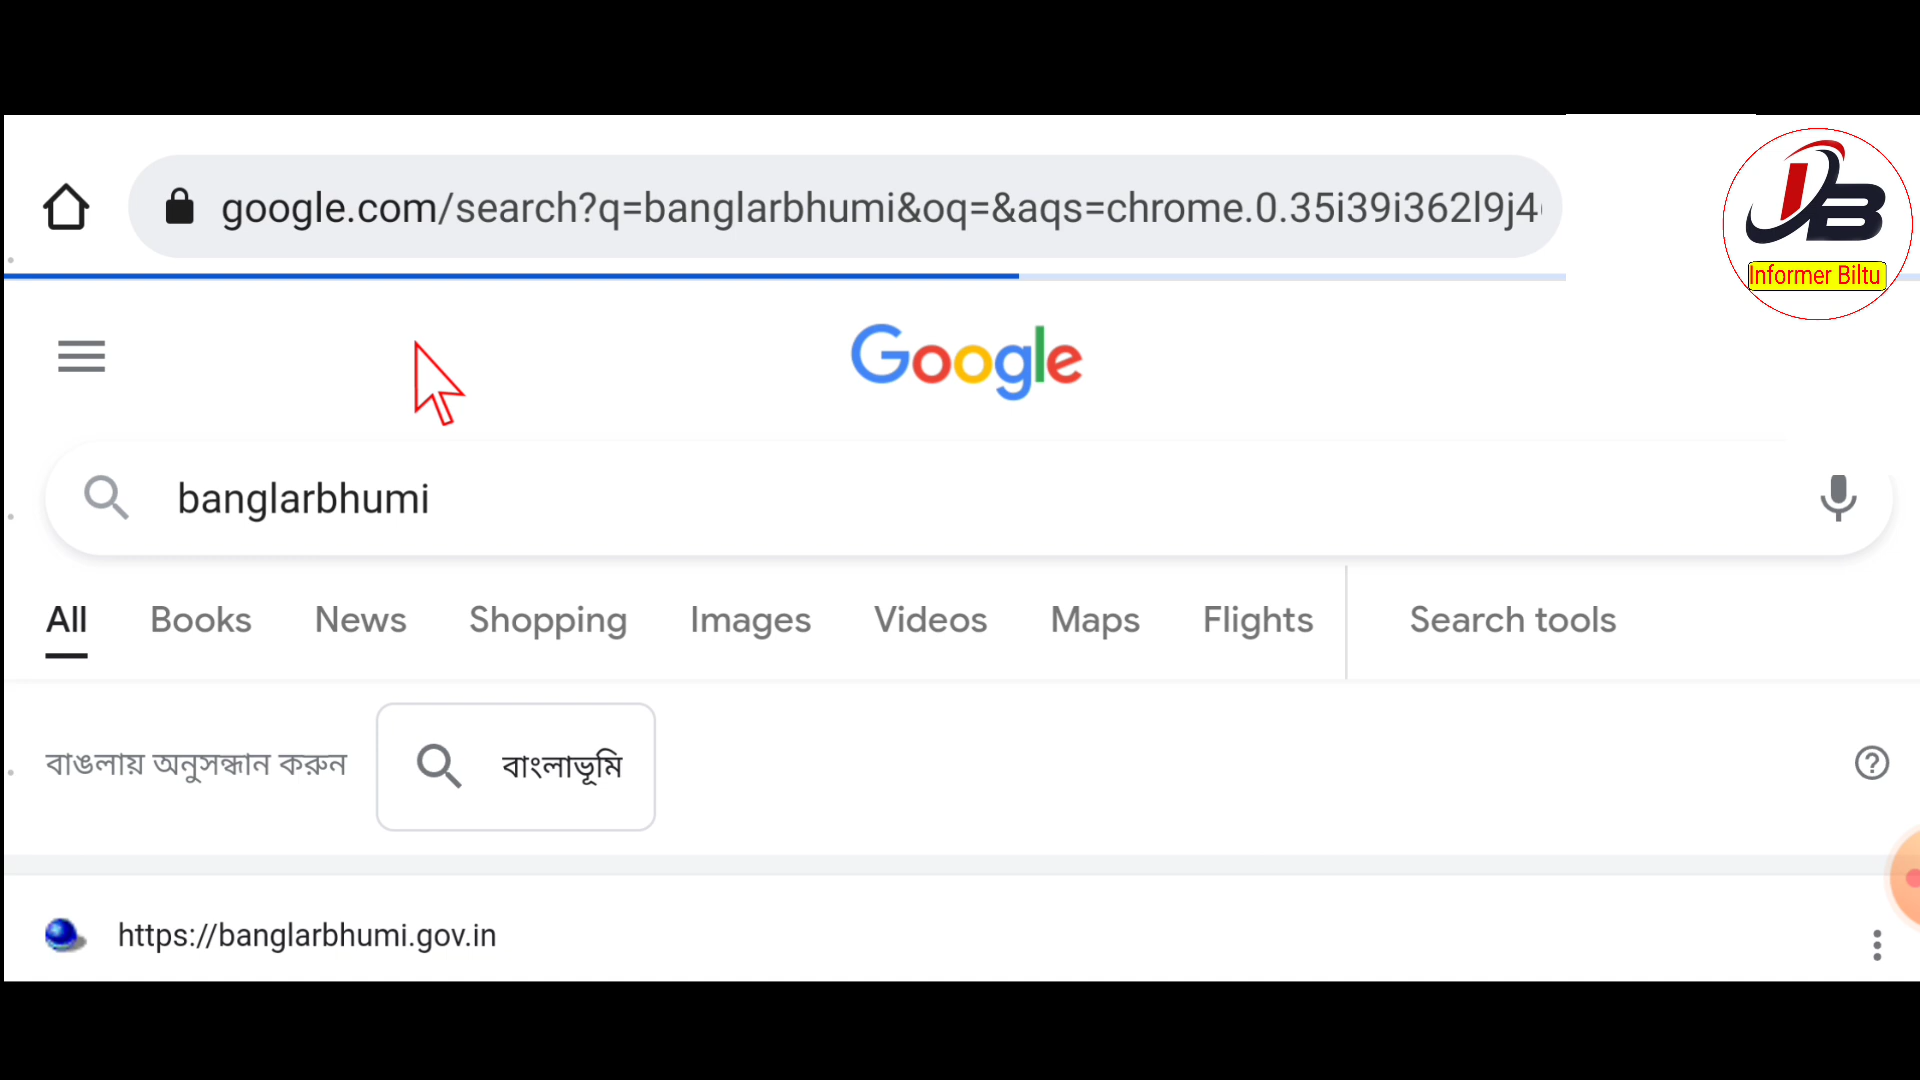 google.com/search?q=banglarbhumi&oq=&aqs=chrome.0.35i39i362l9j4
IB
Informer Biltu
Google
banglarbhumi
All Books News Shopping Images Videos Maps Flights Search tools
বাঙলায় অনুসন্ধান করুন বাংলাভূমি
https://banglarbhumi.gov.in